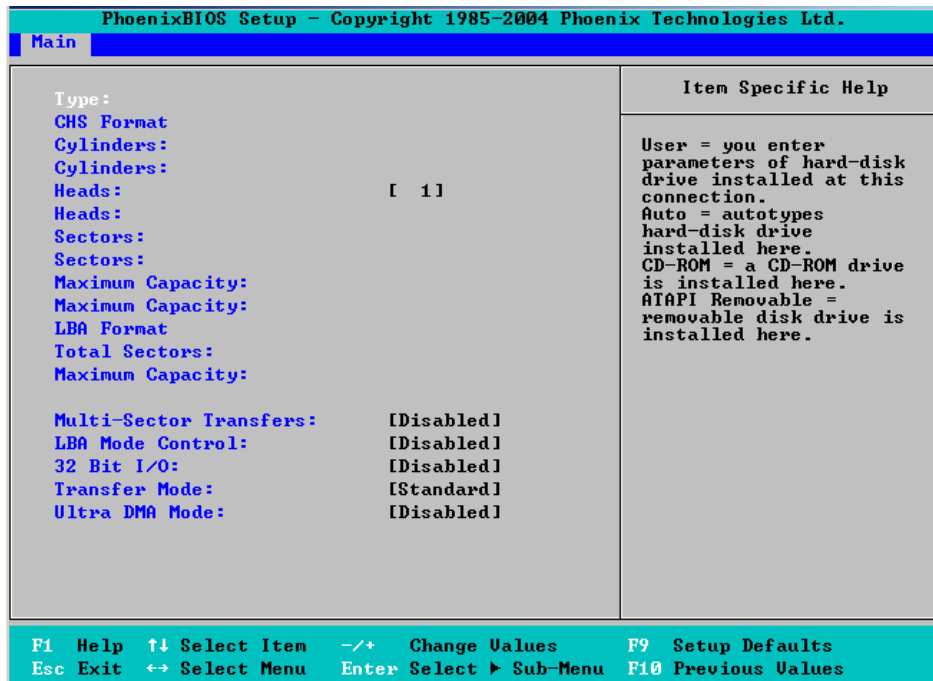 PhoenixBIOS Setup - Copyright 1985-2004 Phoenix Technologies Ltd.
Main
Type:
CHS Format
Cylinders:
Cylinders:
Heads: [ 1]
Heads:
Sectors:
Sectors:
Maximum Capacity:
Maximum Capacity:
LBA Format
Total Sectors:
Maximum Capacity:
Multi-Sector Transfers: [Disabled]
LBA Mode Control: [Disabled]
32 Bit I/O: [Disabled]
Transfer Mode: [Standard]
Ultra DMA Mode: [Disabled]
Item Specific Help
User = you enter
parameters of hard-disk
drive installed at this
connection.
Auto = autotypes
hard-disk drive
installed here.
CD-ROM = a CD-ROM drive
is installed here.
ATAPI Removable =
removable disk drive is
installed here.
F1 Help ↑↓ Select Item -/+ Change Values F9 Setup Defaults
Esc Exit ↔ Select Menu Enter Select ▶ Sub-Menu F10 Previous Values